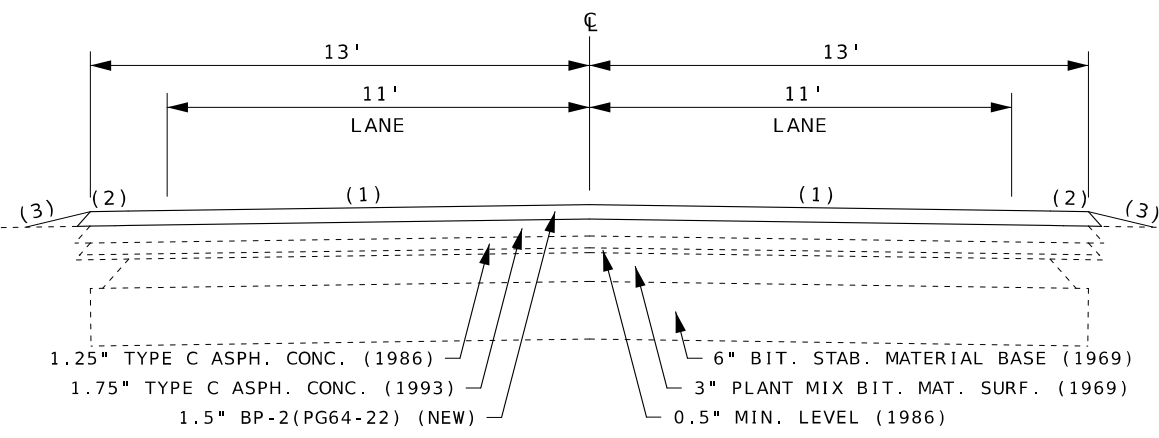 ℄
13' 13'
11' 11'
LANE LANE
(3) (2) (1) (1) (2) (3)
1.25" TYPE C ASPH. CONC. (1986) 6" BIT. STAB. MATERIAL BASE (1969)
1.75" TYPE C ASPH. CONC. (1993) 3" PLANT MIX BIT. MAT. SURF. (1969)
1.5" BP-2(PG64-22) (NEW) 0.5" MIN. LEVEL (1986)